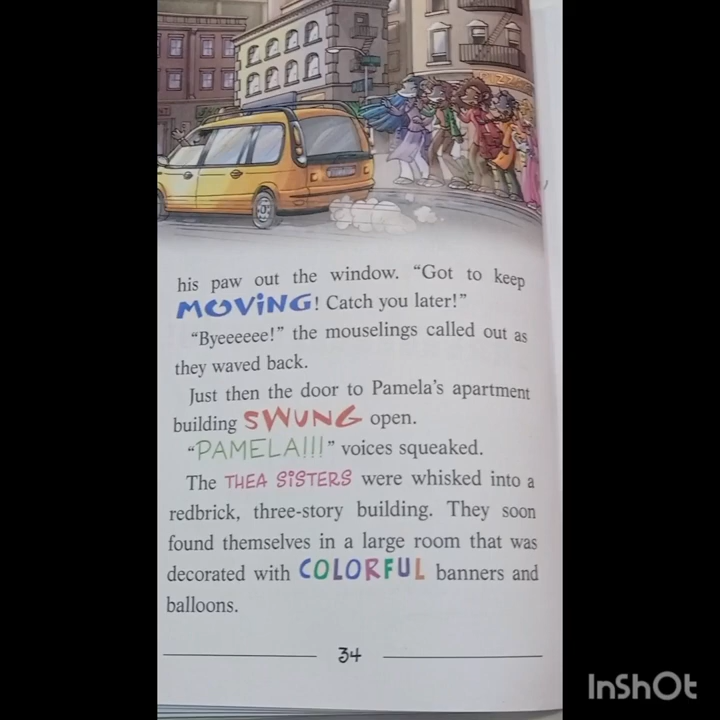 his paw out the window. “Got to keep
MOViNG! Catch you later!”
“Byeeeeee!” the mouselings called out as
they waved back.
Just then the door to Pamela’s apartment
building SWUNG open.
“PAMELA!!!” voices squeaked.
The THEA SiSTERS were whisked into a
redbrick, three-story building. They soon
found themselves in a large room that was
decorated with COLORFUL banners and
balloons.
34
InShOt